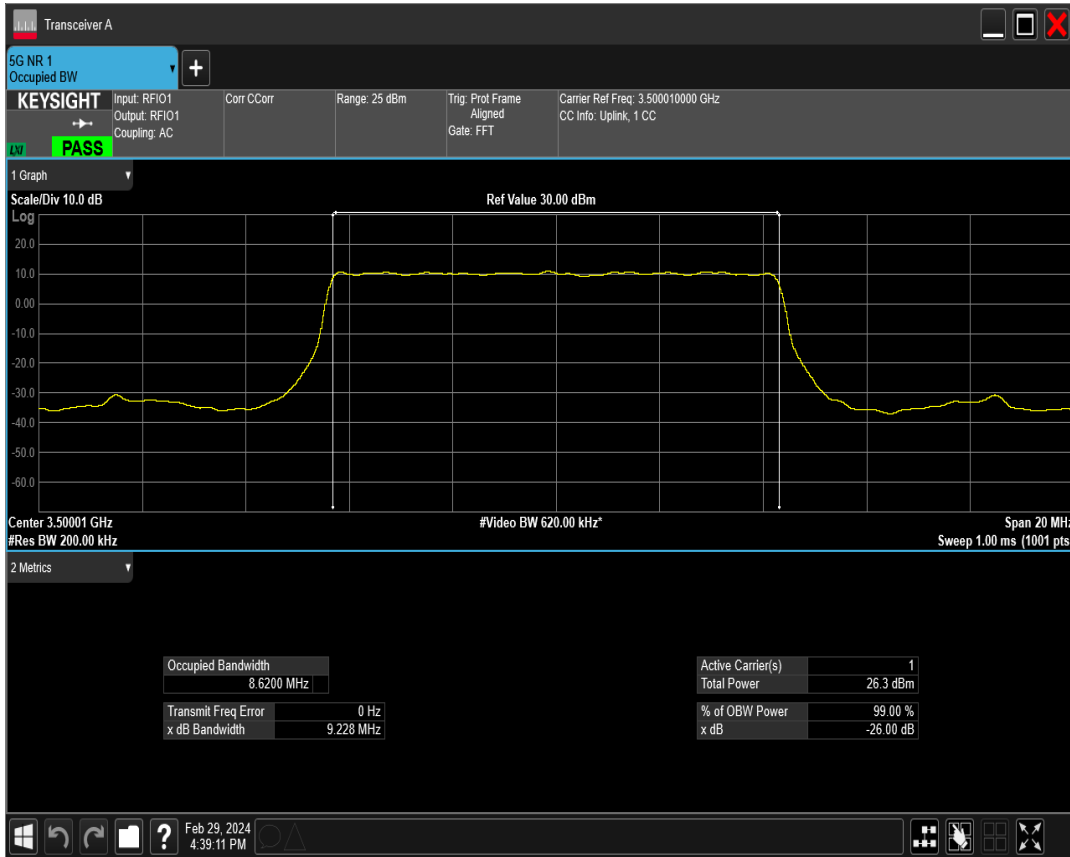 Transceiver A
5G NR 1
Occupied BW
+
KEYSIGHT
LXI
PASS
Input: RFIO1
Output: RFIO1
Coupling: AC
Corr CCorr
Range: 25 dBm
Trig: Prot Frame
Aligned
Gate: FFT
Carrier Ref Freq: 3.500010000 GHz
CC Info: Uplink, 1 CC
1 Graph
Scale/Div 10.0 dB
Ref Value 30.00 dBm
Log
20.0
10.0
0.00
-10.0
-20.0
-30.0
-40.0
-50.0
-60.0
Center 3.50001 GHz
#Video BW 620.00 kHz*
Span 20 MHz
#Res BW 200.00 kHz
Sweep 1.00 ms (1001 pts
2 Metrics
Occupied Bandwidth
8.6200 MHz
Transmit Freq Error 0 Hz
x dB Bandwidth 9.228 MHz
Active Carrier(s) 1
Total Power 26.3 dBm
% of OBW Power 99.00 %
x dB -26.00 dB
?
Feb 29, 2024
4:39:11 PM